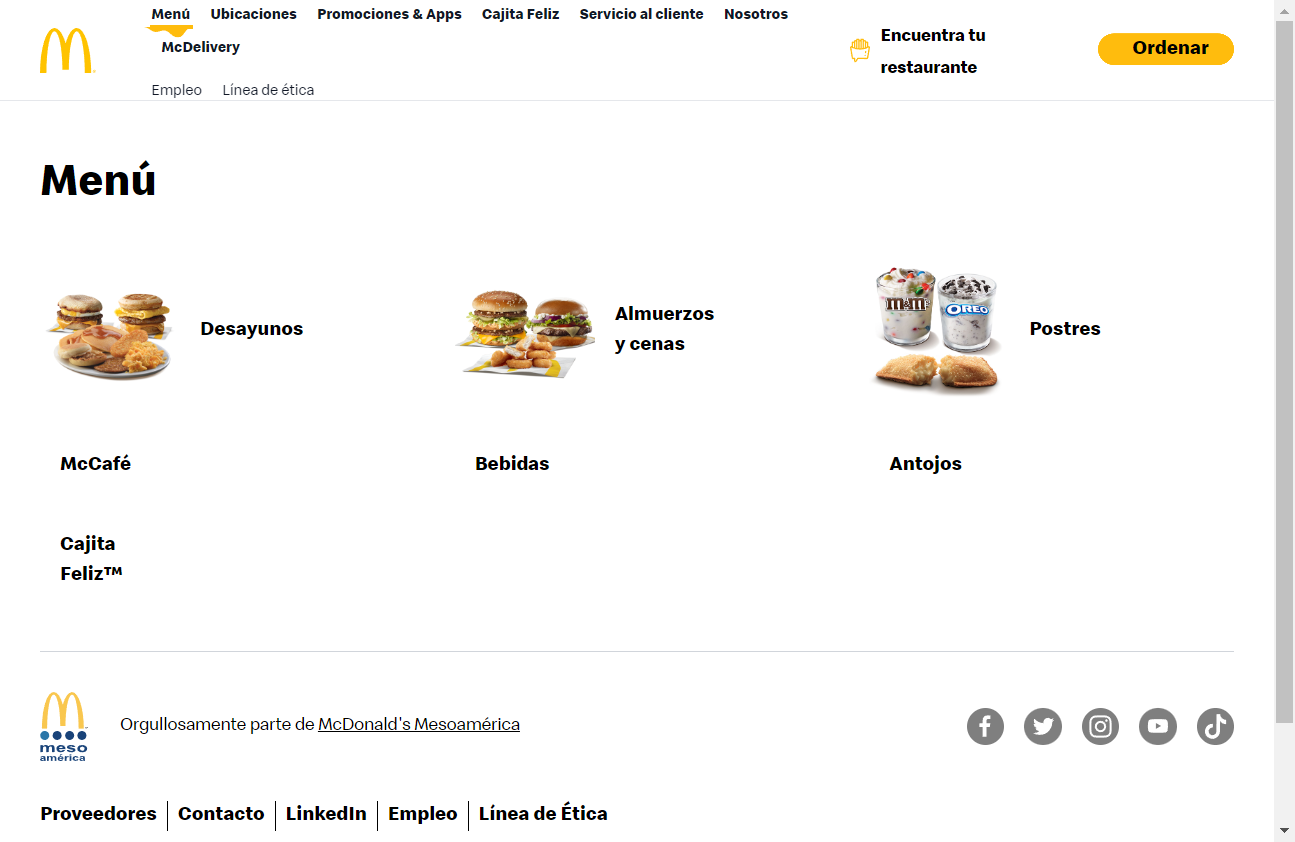 Menú Ubicaciones Promociones & Apps Cajita Feliz Servicio al cliente Nosotros
McDelivery
Empleo Línea de ética
Encuentra tu
restaurante
Ordenar
Menú
Desayunos
Almuerzos
y cenas
m&m's
OREO
Postres
McCafé
Bebidas
Antojos
Cajita
Feliz™
meso
américa
Orgullosamente parte de McDonald's Mesoamérica
Proveedores Contacto LinkedIn Empleo Línea de Ética